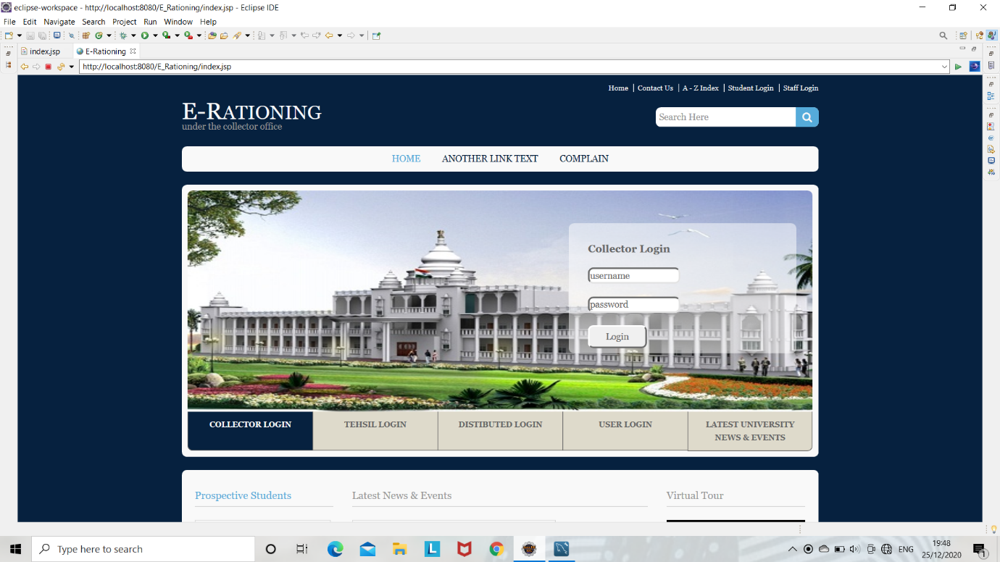 eclipse-workspace - http://localhost:8080/E_Rationing/index.jsp - Eclipse IDE
File Edit Navigate Search Project Run Window Help
index.jsp E-Rationing
http://localhost:8080/E_Rationing/index.jsp
Home | Contact Us | A - Z Index | Student Login | Staff Login
E-RATIONING
under the collector office
Search Here
HOME ANOTHER LINK TEXT COMPLAIN
Collector Login
username
password
Login
COLLECTOR LOGIN TEHSIL LOGIN DISTIBUTED LOGIN USER LOGIN LATEST UNIVERSITY
NEWS & EVENTS
Prospective Students Latest News & Events Virtual Tour
Type here to search
ENG
19:48
25/12/2020
1